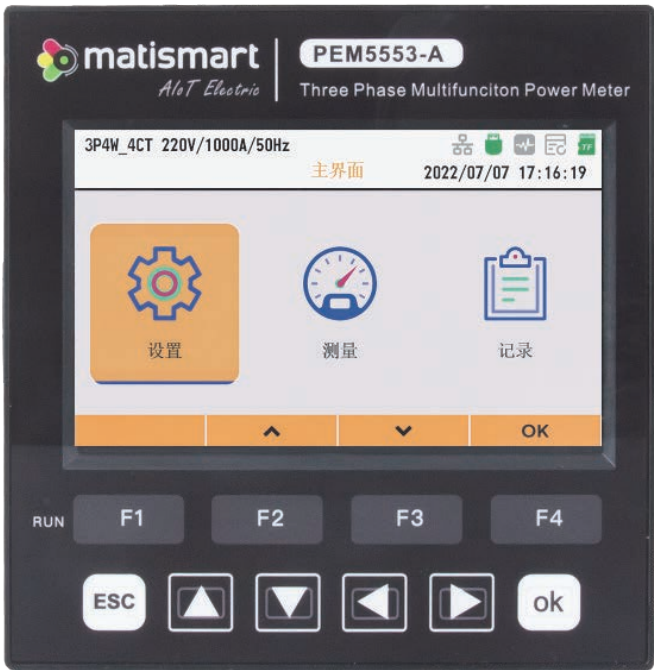 matismart
AIoT Electric
PEM5553-A
Three Phase Multifunciton Power Meter
3P4W_4CT 220V/1000A/50Hz
TF
主界面
2022/07/07 17:16:19
设置
测量
记录
OK
RUN
F1
F2
F3
F4
ESC
ok